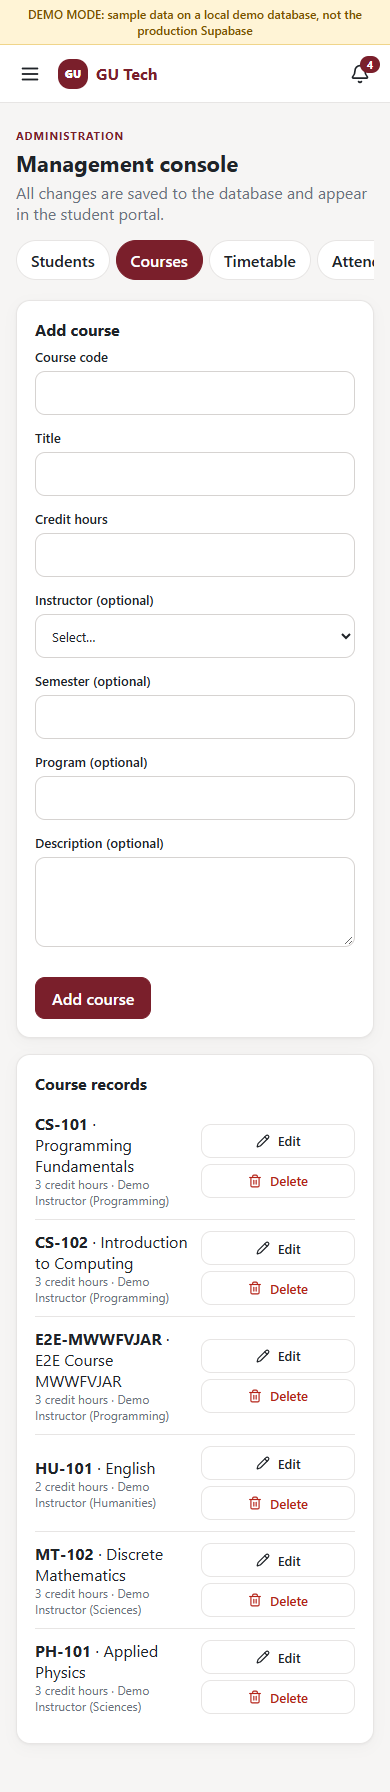 DEMO MODE: sample data on a local demo database, not the
production Supabase
GU
GU Tech
4
ADMINISTRATION
Management console
All changes are saved to the database and appear
in the student portal.
Students
Courses
Timetable
Atten
Add course
Course code
Title
Credit hours
Instructor (optional)
Select...
Semester (optional)
Program (optional)
Description (optional)
Add course
Course records
CS-101 ·
Programming
Fundamentals
3 credit hours · Demo
Instructor (Programming)
Edit
Delete
CS-102 · Introduction
to Computing
3 credit hours · Demo
Instructor (Programming)
Edit
Delete
E2E-MWWFVJAR ·
E2E Course
MWWFVJAR
3 credit hours · Demo
Instructor (Programming)
Edit
Delete
HU-101 · English
2 credit hours · Demo
Instructor (Humanities)
Edit
Delete
MT-102 · Discrete
Mathematics
3 credit hours · Demo
Instructor (Sciences)
Edit
Delete
PH-101 · Applied
Physics
3 credit hours · Demo
Instructor (Sciences)
Edit
Delete